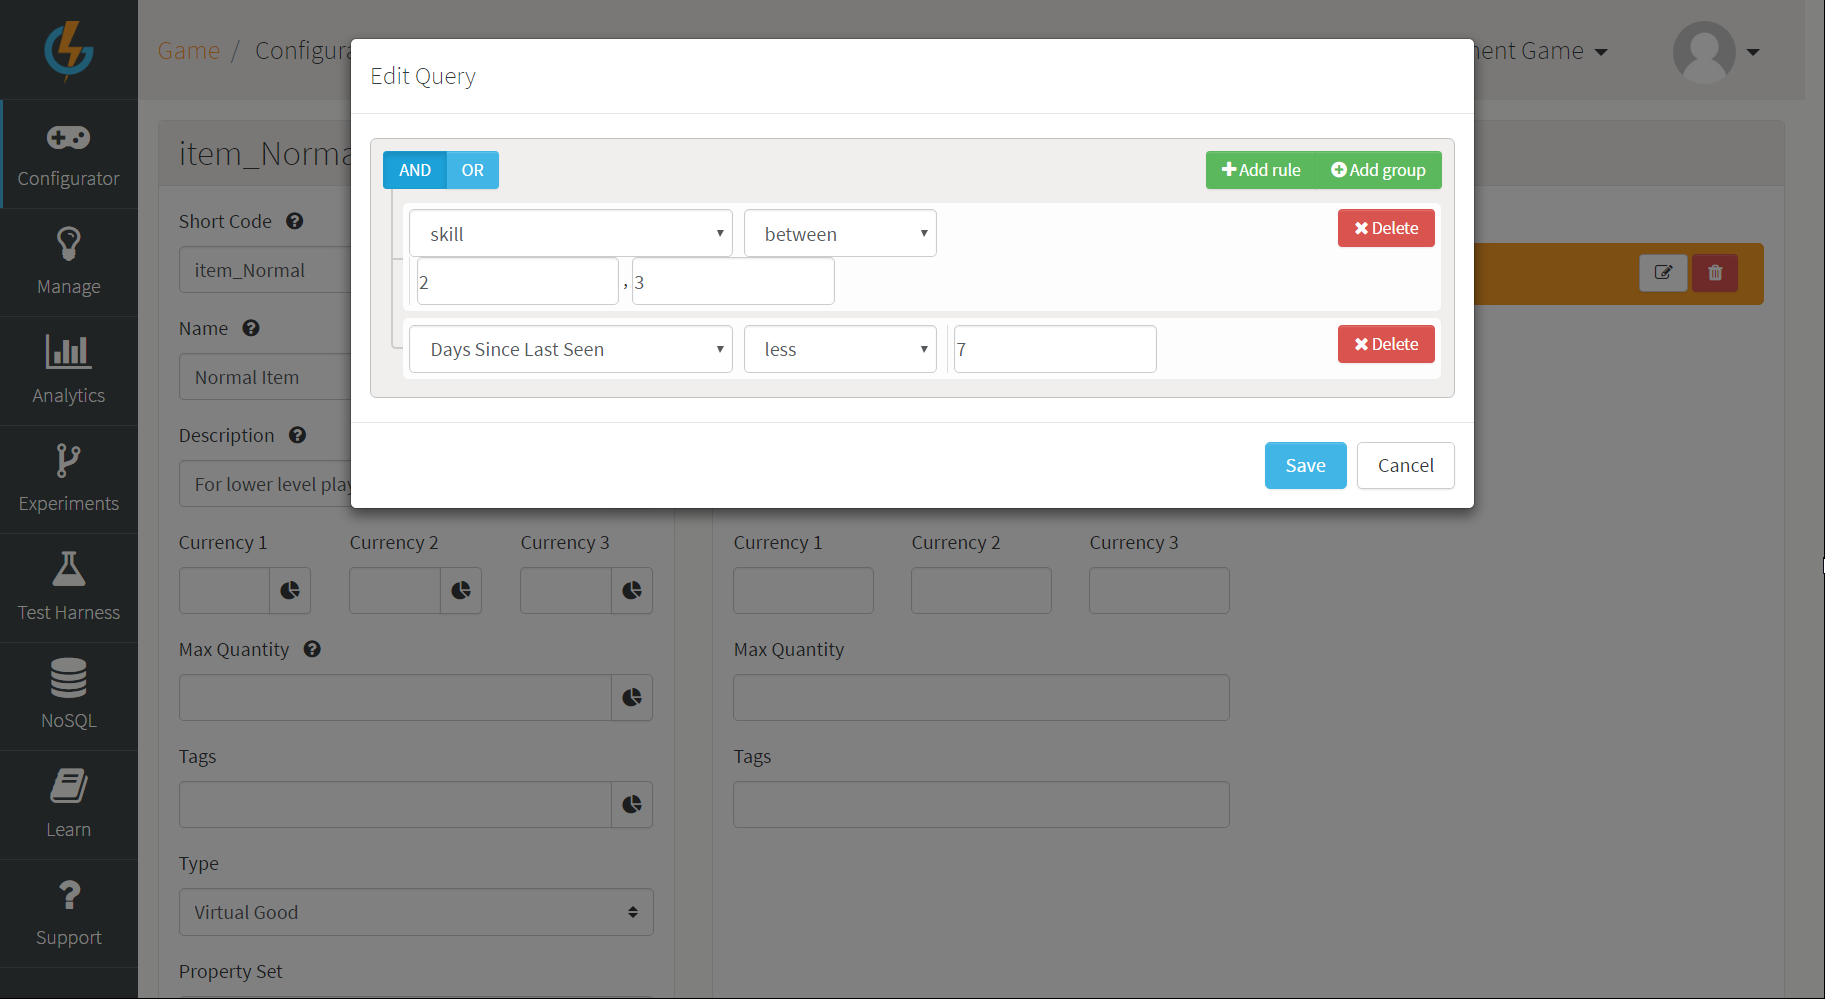 Game / Configura
ent Game
Edit Query
AND OR
Add rule Add group
skill between Delete
2 , 3
Days Since Last Seen less 7 Delete
Save Cancel
Configurator
Manage
Analytics
Experiments
Test Harness
NoSQL
Learn
Support
item_Norma
Short Code
item_Normal
Name
Normal Item
Description
For lower level play
Currency 1 Currency 2 Currency 3
Max Quantity
Tags
Type
Virtual Good
Property Set
Currency 1 Currency 2 Currency 3
Max Quantity
Tags